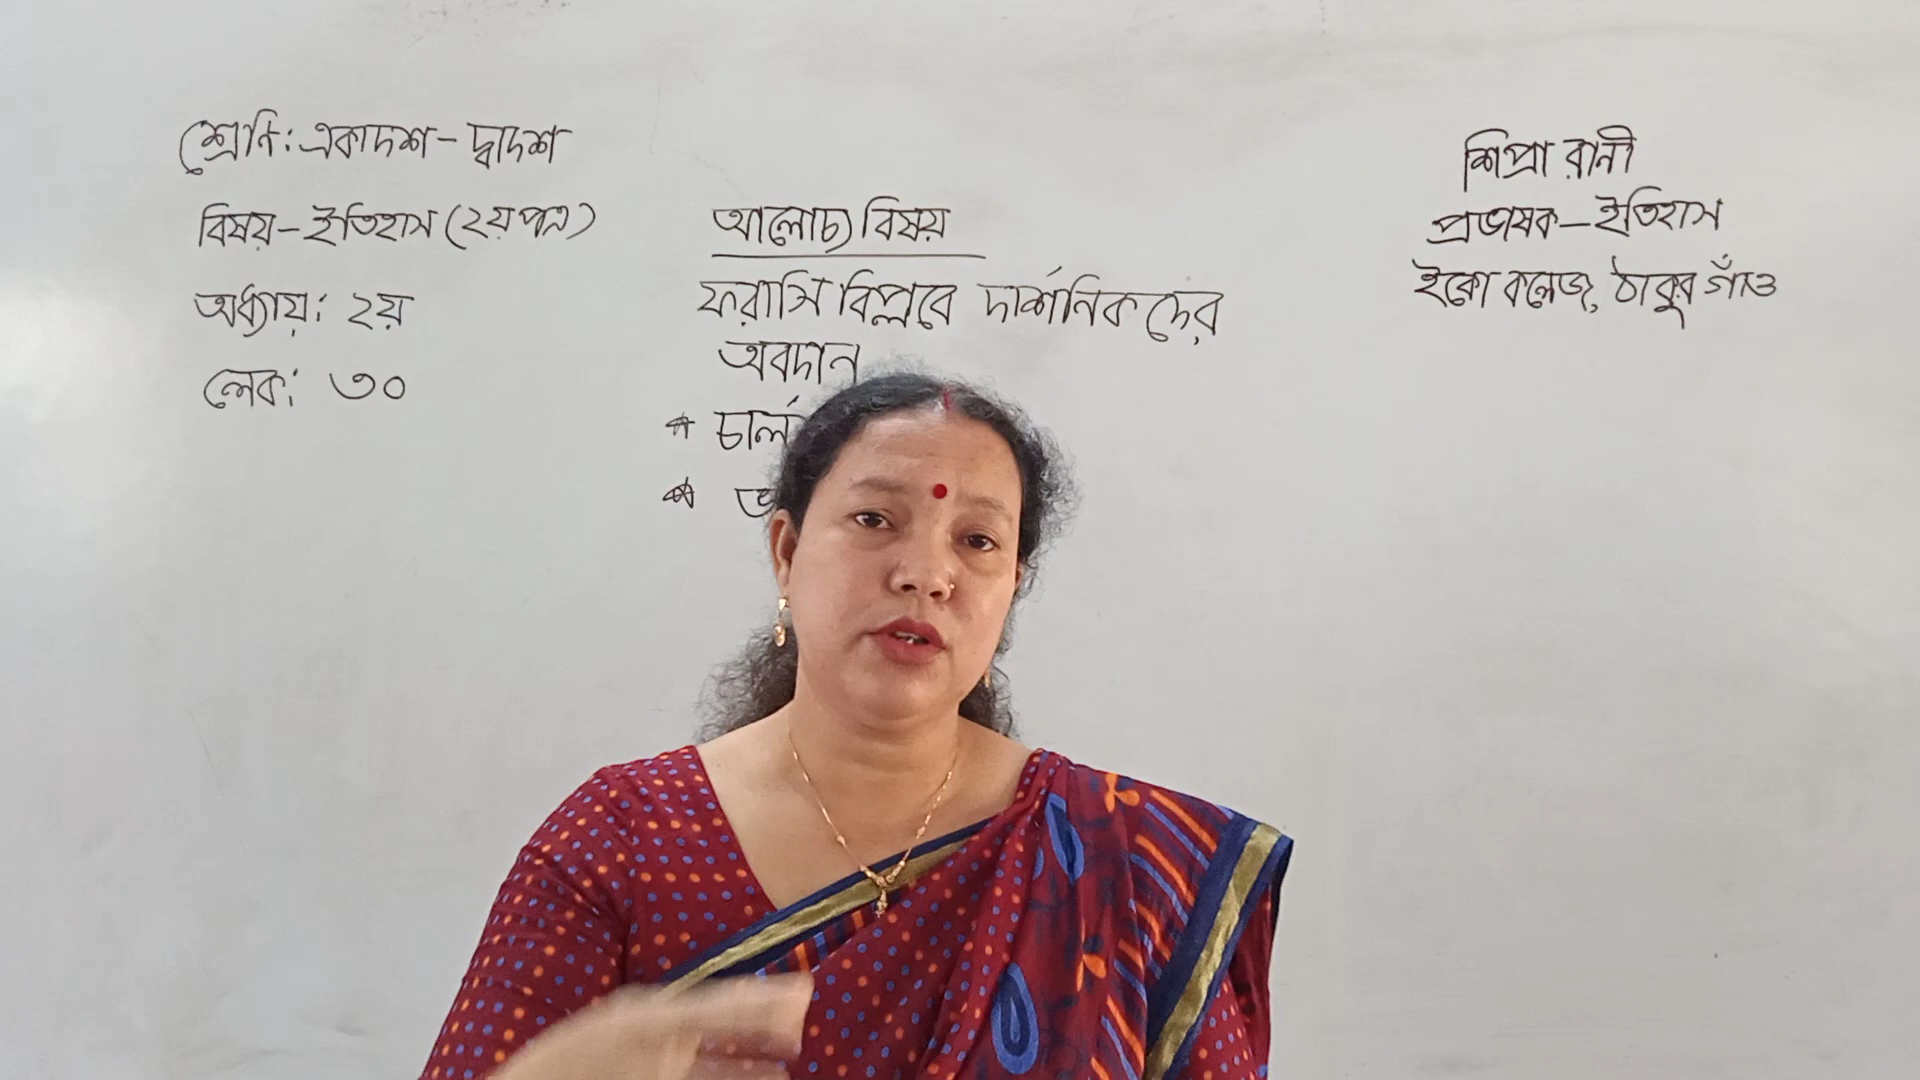 শ্রেণি: একাদশ - দ্বাদশ
বিষয় - ইতিহাস (২য় পত্র)
অধ্যায়: ২য়
লেক: ৩০
আলোচ্য বিষয়
ফরাসি বিপ্লবে দার্শনিকদের
অবদান
* চার্ল
*
শিপ্রা রানী
প্রভাষক - ইতিহাস
ইকো কলেজ, ঠাকুরগাঁও